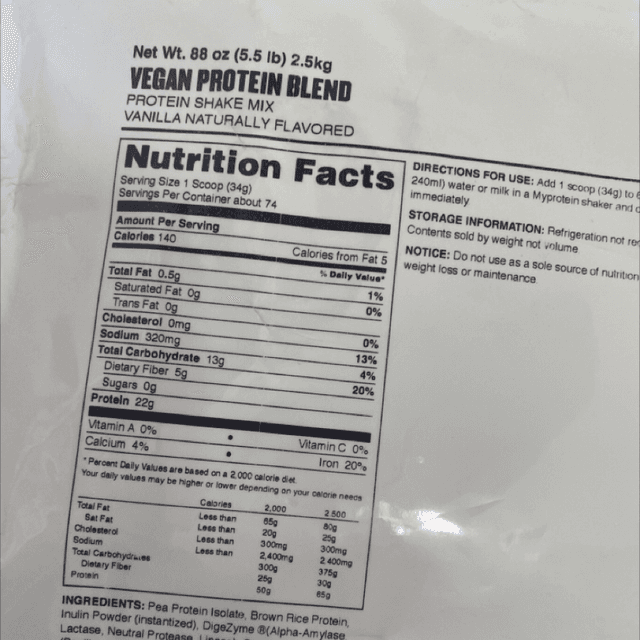 Net Wt. 88 oz (5.5 lb) 2.5kg
VEGAN PROTEIN BLEND
PROTEIN SHAKE MIX
VANILLA NATURALLY FLAVORED
Nutrition Facts
Serving Size 1 Scoop (34g)
Servings Per Container about 74
Amount Per Serving
Calories 140 Calories from Fat 5
% Daily Value*
Total Fat 0.5g 1%
Saturated Fat 0g 0%
Trans Fat 0g
Cholesterol 0mg 0%
Sodium 320mg 13%
Total Carbohydrate 13g 4%
Dietary Fiber 5g 20%
Sugars 0g
Protein 22g
Vitamin A 0% • Vitamin C 0%
Calcium 4% • Iron 20%
* Percent Daily Values are based on a 2,000 calorie diet.
Your daily values may be higher or lower depending on your calorie needs
Calories 2,000 2,500
Total Fat Less than 65g 80g
Sat Fat Less than 20g 25g
Cholesterol Less than 300mg 300mg
Sodium Less than 2,400mg 2,400mg
Total Carbohydrates 300g 375g
Dietary Fiber 25g 30g
Protein 50g 65g
INGREDIENTS: Pea Protein Isolate, Brown Rice Protein,
Inulin Powder (instantized), DigeZyme ®(Alpha-Amylase
Lactase, Neutral Protease,
DIRECTIONS FOR USE: Add 1 scoop (34g) to
240ml) water or milk in a Myprotein shaker and
immediately
STORAGE INFORMATION: Refrigeration not
Contents sold by weight not volume
NOTICE: Do not use as a sole source of nutrition
weight loss or maintenance